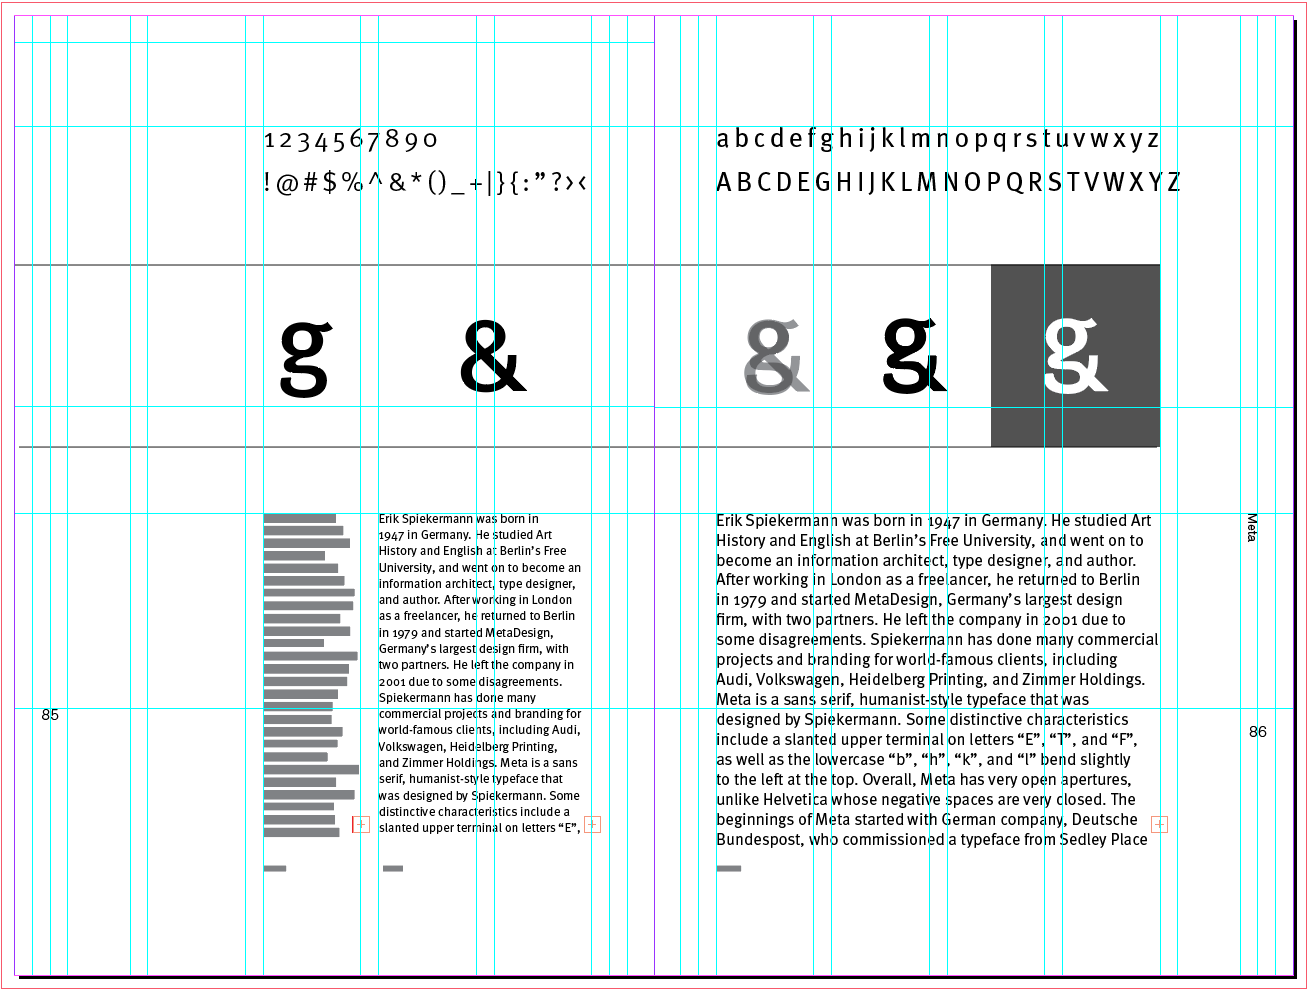 1234567890
!@#$%^&*()_+|}{:”?><
abcdefghijklmnopqrstuvwxyz
ABCDEGHIJKLMNOPQRSTVWXYZ
g
&
g&
g&
g&
Erik Spiekermann was born in
1947 in Germany. He studied Art
History and English at Berlin’s Free
University, and went on to become an
information architect, type designer,
and author. After working in London
as a freelancer, he returned to Berlin
in 1979 and started MetaDesign,
Germany’s largest design firm, with
two partners. He left the company in
2001 due to some disagreements.
Spiekermann has done many
commercial projects and branding for
world-famous clients, including Audi,
Volkswagen, Heidelberg Printing,
and Zimmer Holdings. Meta is a sans
serif, humanist-style typeface that
was designed by Spiekermann. Some
distinctive characteristics include a
slanted upper terminal on letters “E”,
85
Erik Spiekermann was born in 1947 in Germany. He studied Art
History and English at Berlin’s Free University, and went on to
become an information architect, type designer, and author.
After working in London as a freelancer, he returned to Berlin
in 1979 and started MetaDesign, Germany’s largest design
firm, with two partners. He left the company in 2001 due to
some disagreements. Spiekermann has done many commercial
projects and branding for world-famous clients, including
Audi, Volkswagen, Heidelberg Printing, and Zimmer Holdings.
Meta is a sans serif, humanist-style typeface that was
designed by Spiekermann. Some distinctive characteristics
include a slanted upper terminal on letters “E”, “T”, and “F”,
as well as the lowercase “b”, “h”, “k”, and “l” bend slightly
to the left at the top. Overall, Meta has very open apertures,
unlike Helvetica whose negative spaces are very closed. The
beginnings of Meta started with German company, Deutsche
Bundespost, who commissioned a typeface from Sedley Place
Meta
86